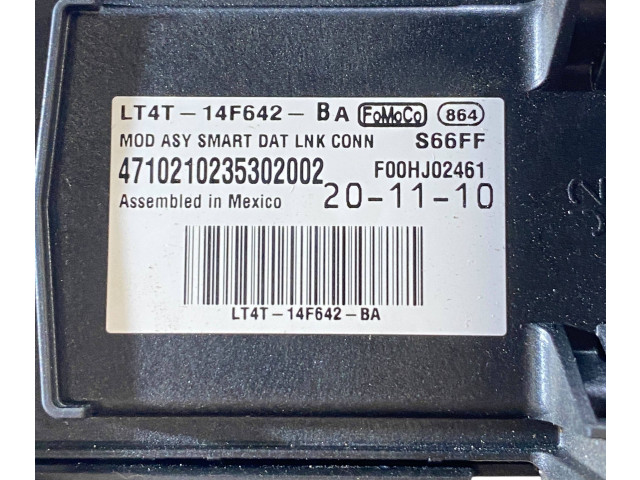 LT4T-14F642-BA FoMoCo 864
MOD ASY SMART DAT LNK CONN S66FF
4710210235302002 F00HJ02461
Assembled in Mexico 20-11-10
LT4T-14F642-BA